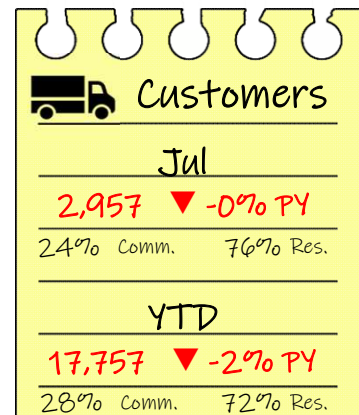 Customers
Jul
2,957 ▼ -0% PY
24% Comm. 76% Res.
YTD
17,757 ▼ -2% PY
28% Comm. 72% Res.